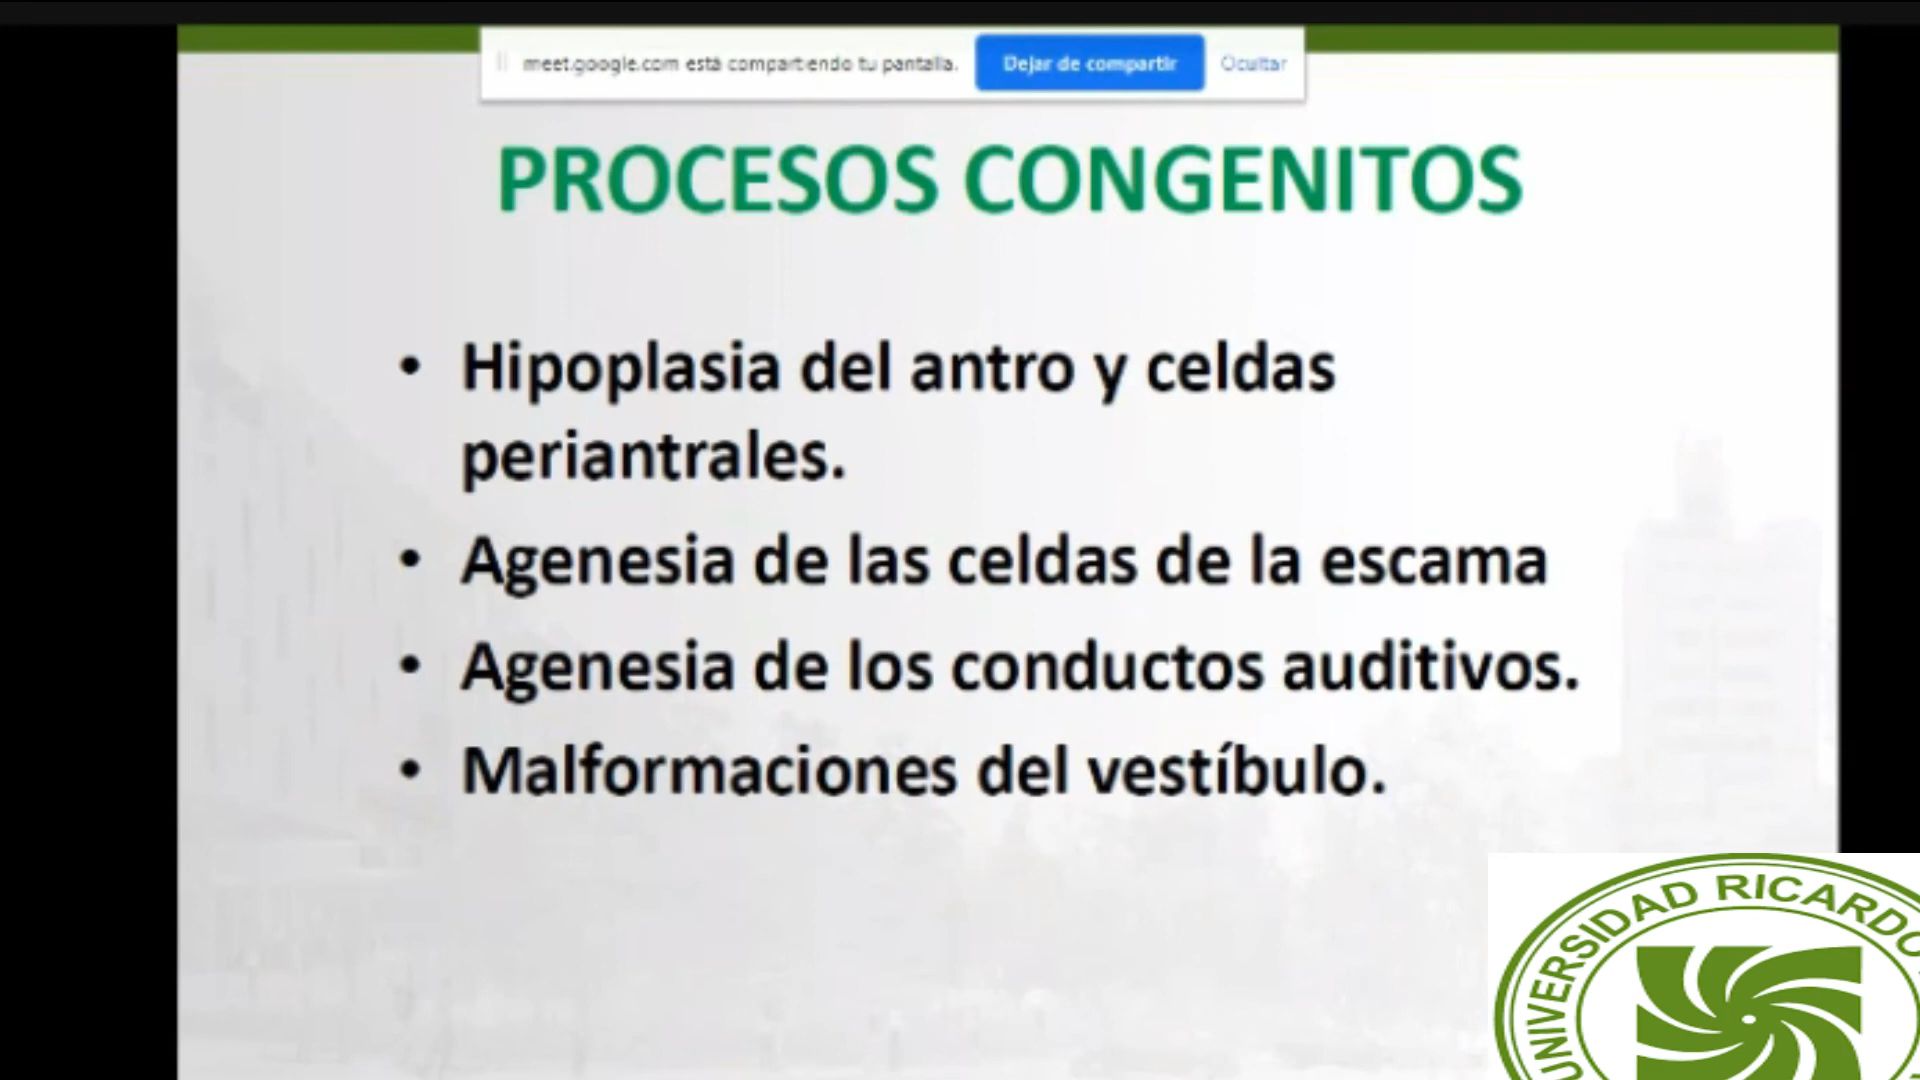 meet.google.com está compartiendo tu pantalla. Dejar de compartir Ocultar
PROCESOS CONGENITOS
• Hipoplasia del antro y celdas
periantrales.
• Agenesia de las celdas de la escama
• Agenesia de los conductos auditivos.
• Malformaciones del vestíbulo.
UNIVERSIDAD RICARDO